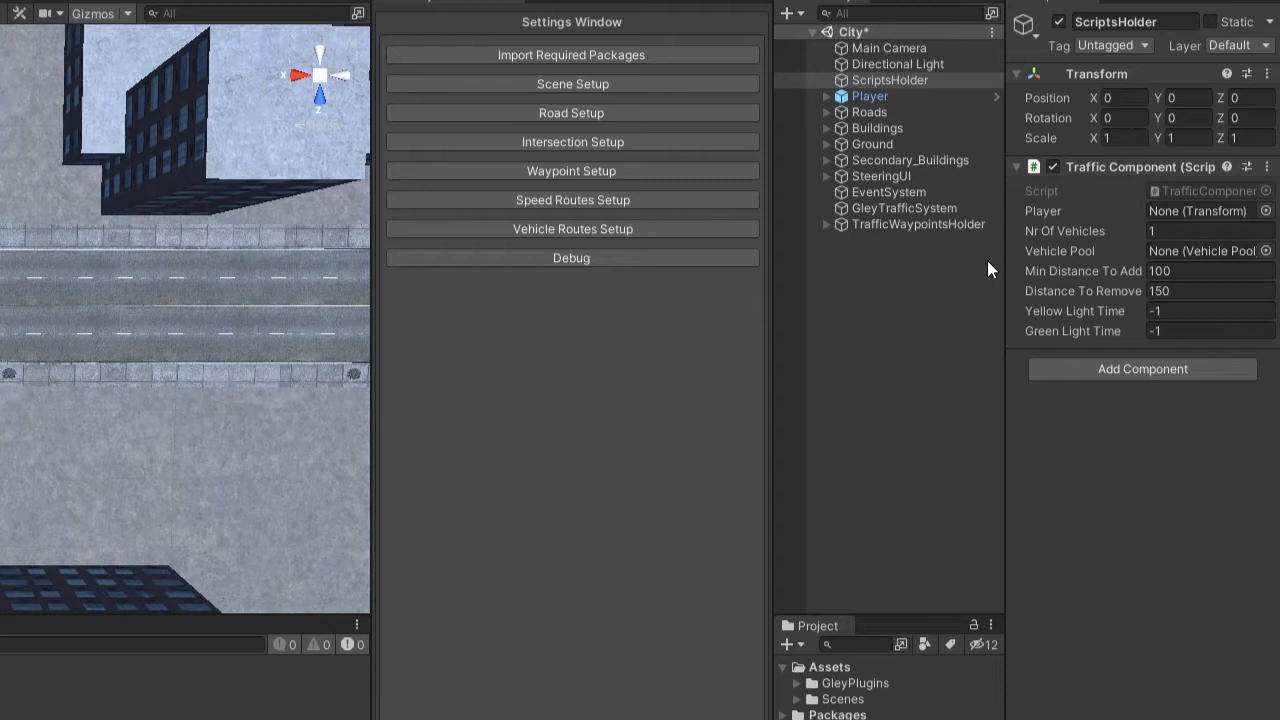 Gizmos
All
Settings Window
Import Required Packages
Scene Setup
Road Setup
Intersection Setup
Waypoint Setup
Speed Routes Setup
Vehicle Routes Setup
Debug
All
City*
Main Camera
Directional Light
ScriptsHolder
Player
Roads
Buildings
Ground
Secondary_Buildings
SteeringUI
EventSystem
GleyTrafficSystem
TrafficWaypointsHolder
ScriptsHolder
Static
Tag Untagged Layer Default
Transform
Position X 0 Y 0 Z 0
Rotation X 0 Y 0 Z 0
Scale X 1 Y 1 Z 1
Traffic Component (Scrip
Script TrafficComponer
Player None (Transform)
Nr Of Vehicles 1
Vehicle Pool None (Vehicle Pool
Min Distance To Add 100
Distance To Remove 150
Yellow Light Time -1
Green Light Time -1
Add Component
x
z
0 0 0
Project
12
Assets
GleyPlugins
Scenes
Packages